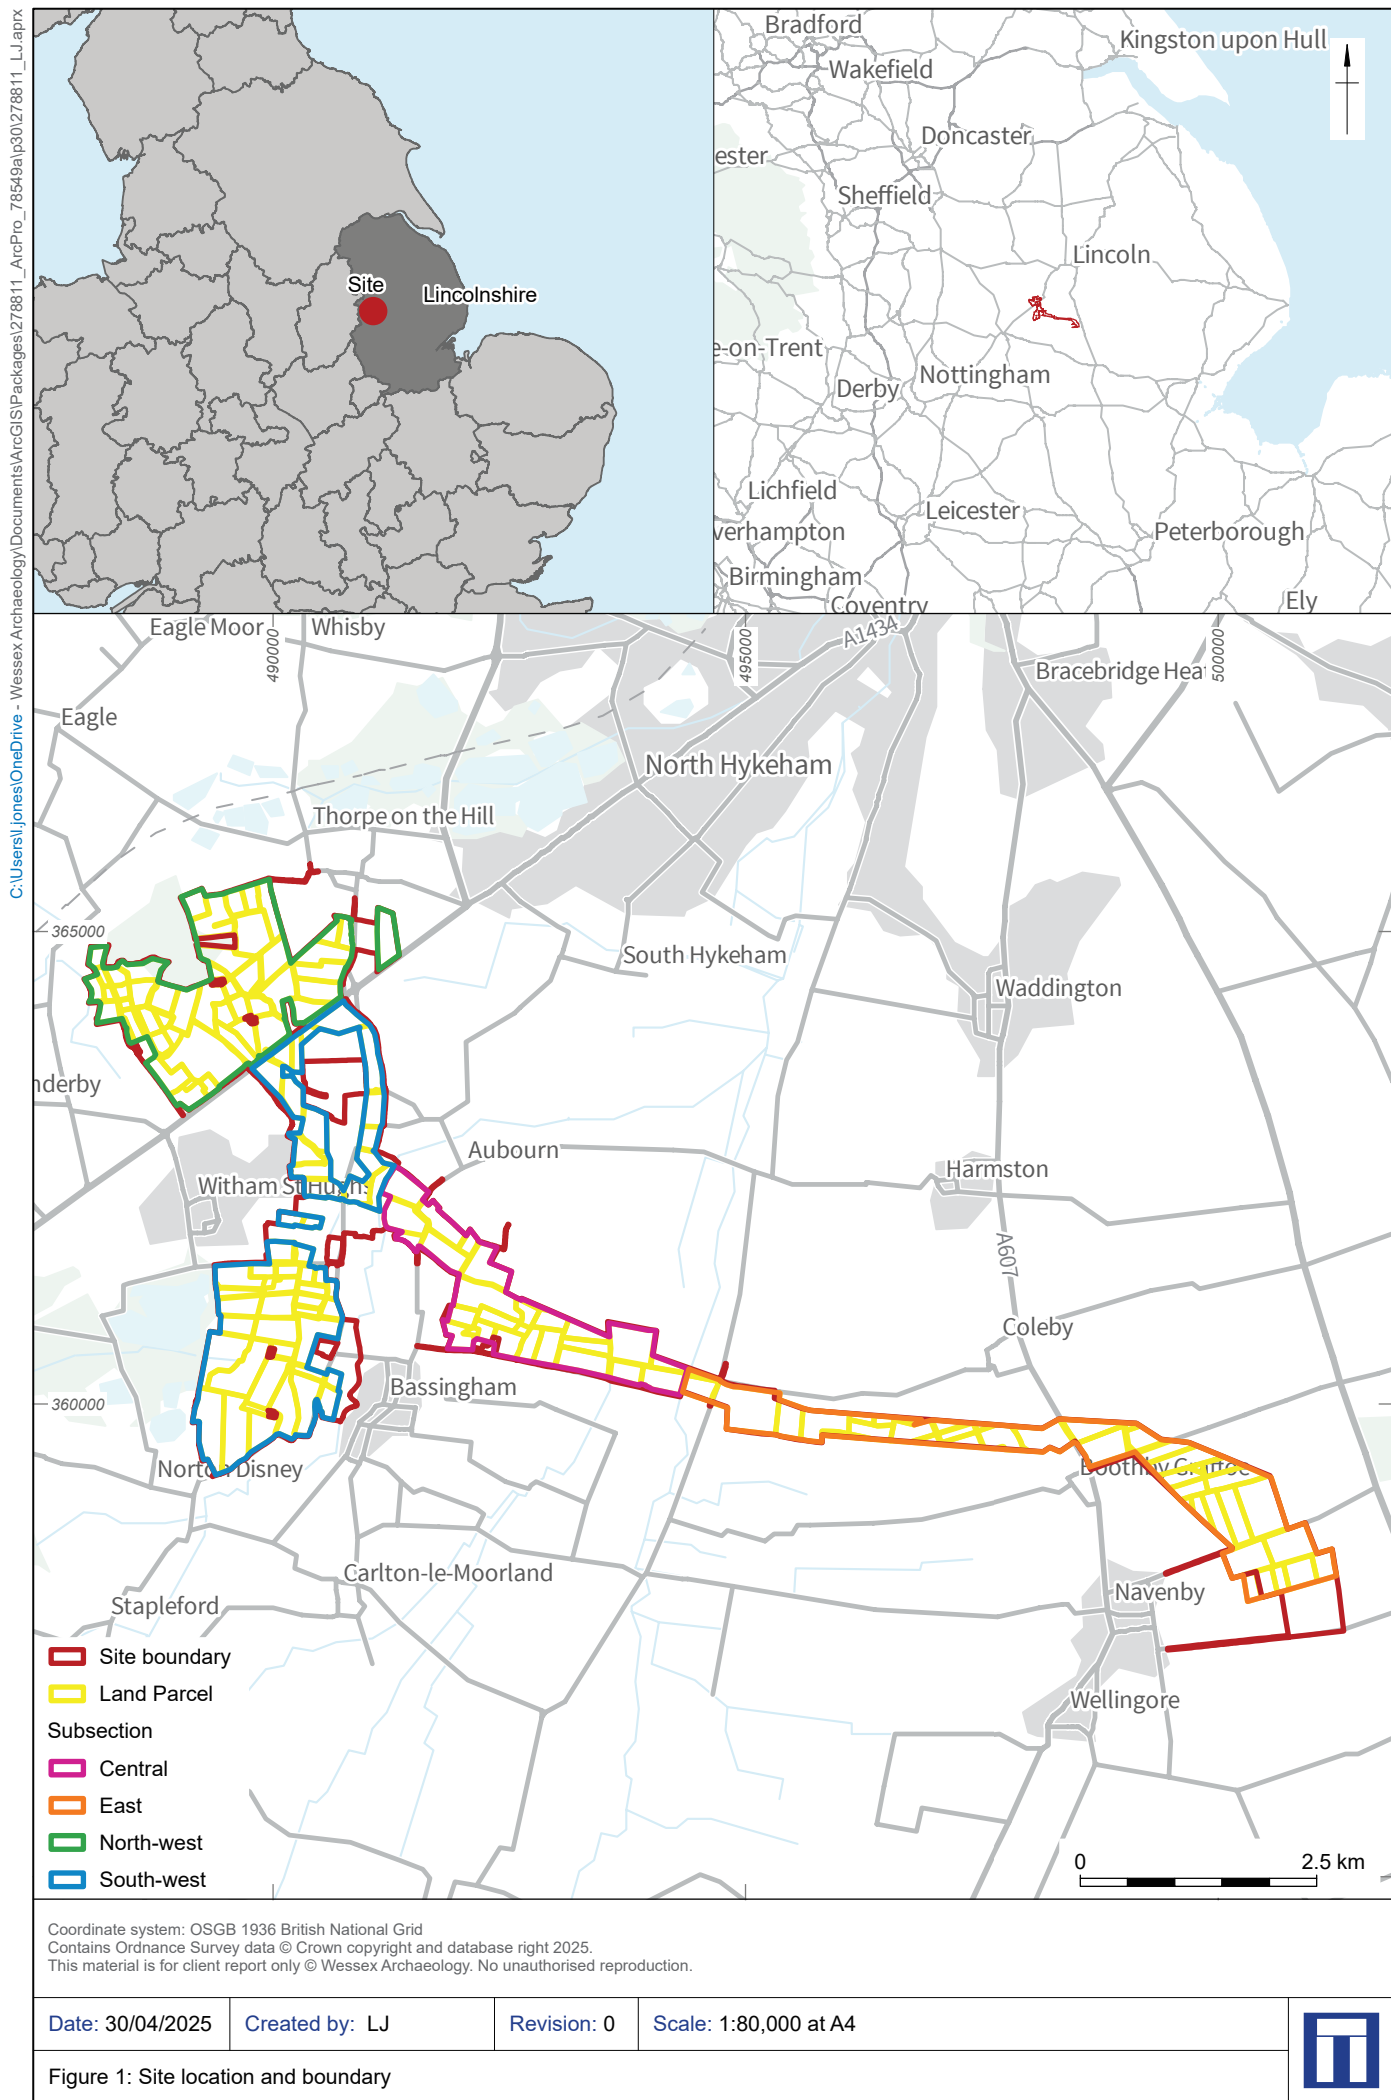 C:\Users\l.jones\OneDrive - Wessex Archaeology\Documents\ArcGIS\Packages\278811_ArcPro_78549a\p30\278811_LJ.aprx
Site
Lincolnshire
Bradford
Kingston upon Hull
Wakefield
Doncaster
ester
Sheffield
Lincoln
e-on-Trent
Nottingham
Derby
Lichfield
Leicester
verhampton
Peterborough
Birmingham
Coventry
Ely
Eagle Moor
Whisby
490000
495000
A1434
500000
Bracebridge Hea
Eagle
North Hykeham
Thorpe on the Hill
365000
South Hykeham
Waddington
nderby
Aubourn
Harmston
Witham St Hughs
A607
Coleby
360000
Bassingham
Norton Disney
Boothby Graffoe
Carlton-le-Moorland
Navenby
Stapleford
Wellingore
Site boundary
Land Parcel
Subsection
Central
East
North-west
South-west
0 2.5 km
Coordinate system: OSGB 1936 British National Grid
Contains Ordnance Survey data © Crown copyright and database right 2025.
This material is for client report only © Wessex Archaeology. No unauthorised reproduction.
Date: 30/04/2025 Created by: LJ Revision: 0 Scale: 1:80,000 at A4
Figure 1: Site location and boundary